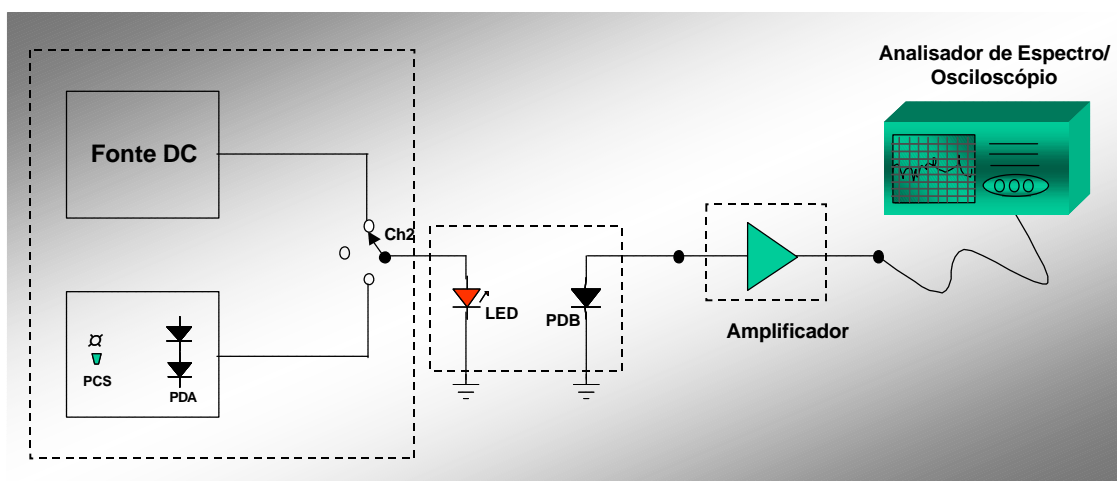 Analisador de Espectro/
Osciloscópio
Fonte DC
Ch2
LED
PDB
Amplificador
PCS
PDA